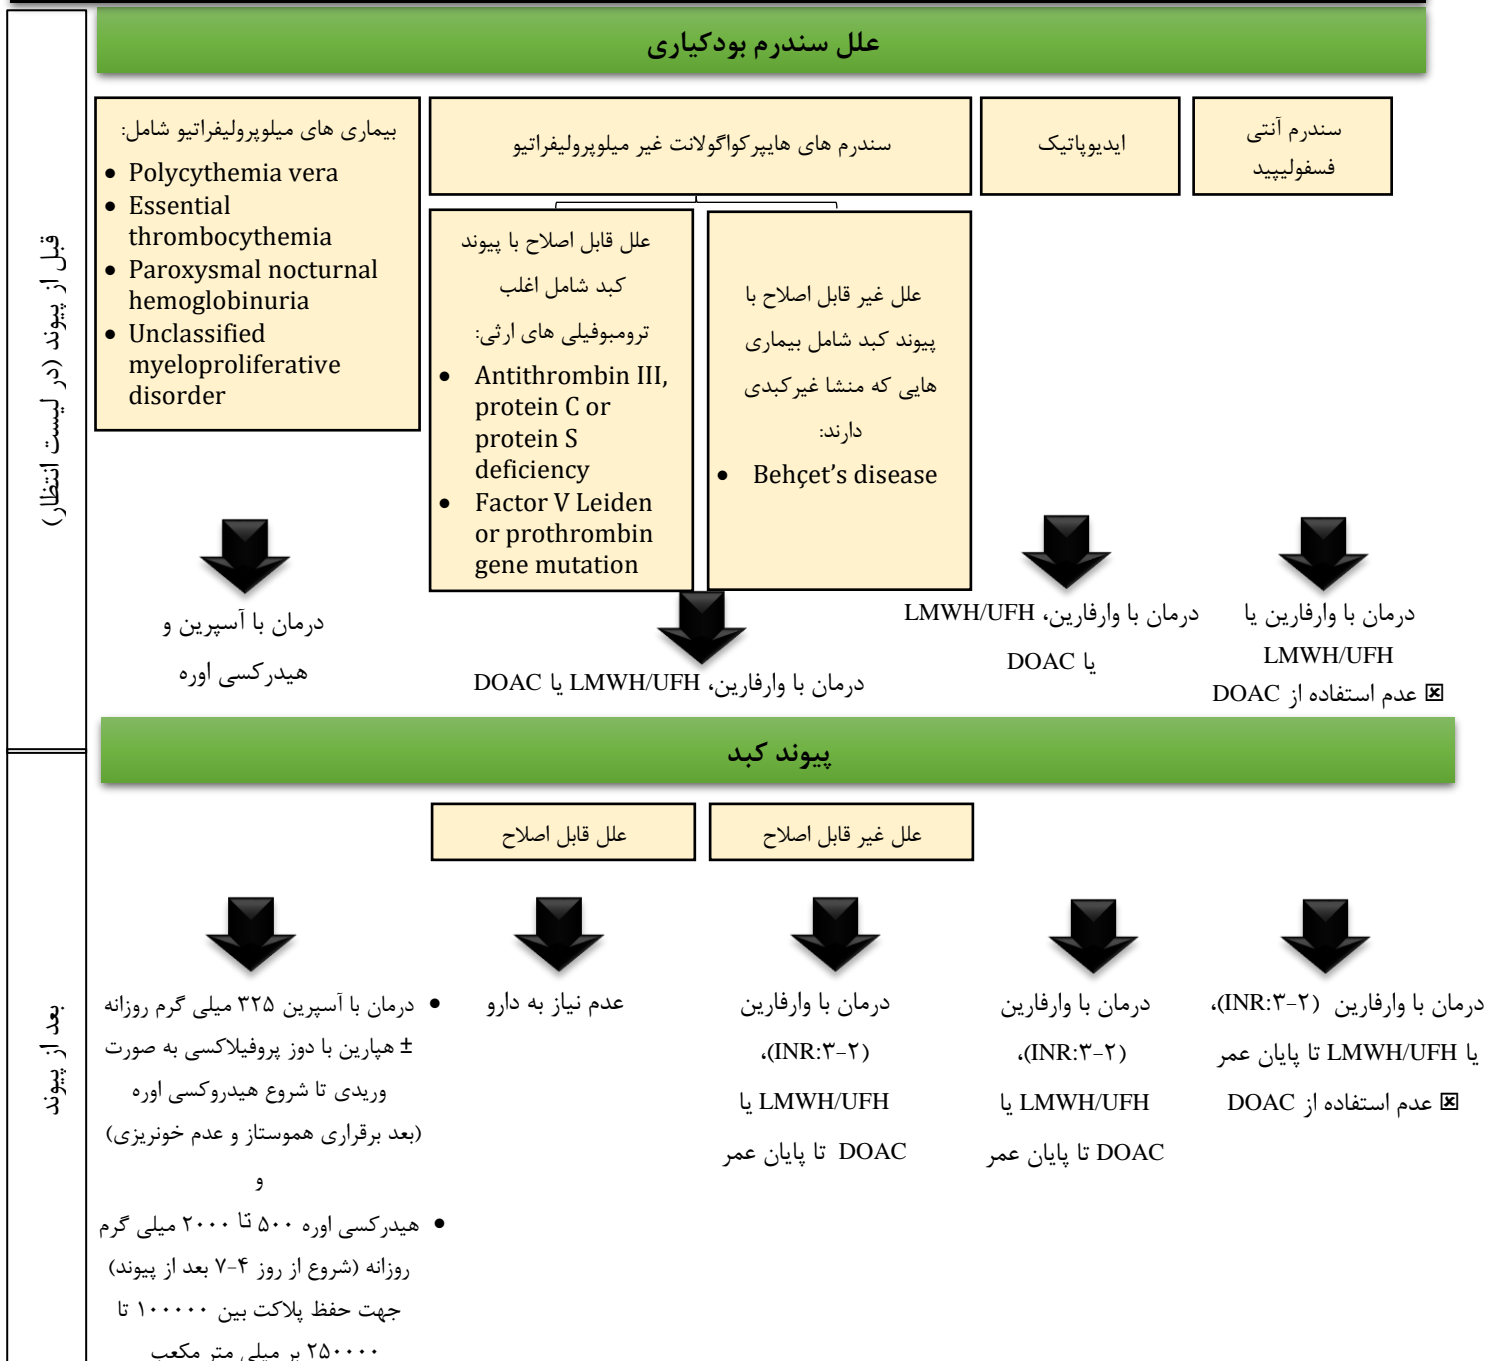 علل سندرم بودکیاری
قبل از پیوند (در لیست انتظار)
سندرم آنتی
فسفولیپید
ایدیوپاتیک
سندرم های هایپرکواگولانت غیر میلوپرولیفراتیو
بیماری های میلوپرولیفراتیو شامل:
• Polycythemia vera
• Essential
thrombocythemia
• Paroxysmal nocturnal
hemoglobinuria
• Unclassified
myeloproliferative
disorder
علل غیر قابل اصلاح با
پیوند کبد شامل بیماری
هایی که منشا غیرکبدی
دارند:
• Behçet's disease
علل قابل اصلاح با پیوند
کبد شامل اغلب
ترومبوفیلی های ارثی:
• Antithrombin III,
protein C or
protein S
deficiency
• Factor V Leiden
or prothrombin
gene mutation
درمان با وارفارین یا
LMWH/UFH
☒ عدم استفاده از DOAC
درمان با وارفارین، LMWH/UFH
یا DOAC
درمان با وارفارین، LMWH/UFH یا DOAC
درمان با آسپرین و
هیدرکسی اوره
پیوند کبد
بعد از پیوند
علل غیر قابل اصلاح
علل قابل اصلاح
درمان با وارفارین (INR:۳-۲)،
یا LMWH/UFH تا پایان عمر
☒ عدم استفاده از DOAC
درمان با وارفارین
(INR:۳-۲)،
LMWH/UFH یا
DOAC تا پایان عمر
درمان با وارفارین
(INR:۳-۲)،
LMWH/UFH یا
DOAC تا پایان عمر
عدم نیاز به دارو
• درمان با آسپرین ۳۲۵ میلی گرم روزانه
± هپارین با دوز پروفیلاکسی به صورت
وریدی تا شروع هیدروکسی اوره
(بعد برقراری هموستاز و عدم خونریزی)
و
• هیدرکسی اوره ۵۰۰ تا ۲۰۰۰ میلی گرم
روزانه (شروع از روز ۴-۷ بعد از پیوند)
جهت حفظ پلاکت بین ۱۰۰۰۰۰ تا
۲۵۰۰۰۰ بر میلی متر مکعب